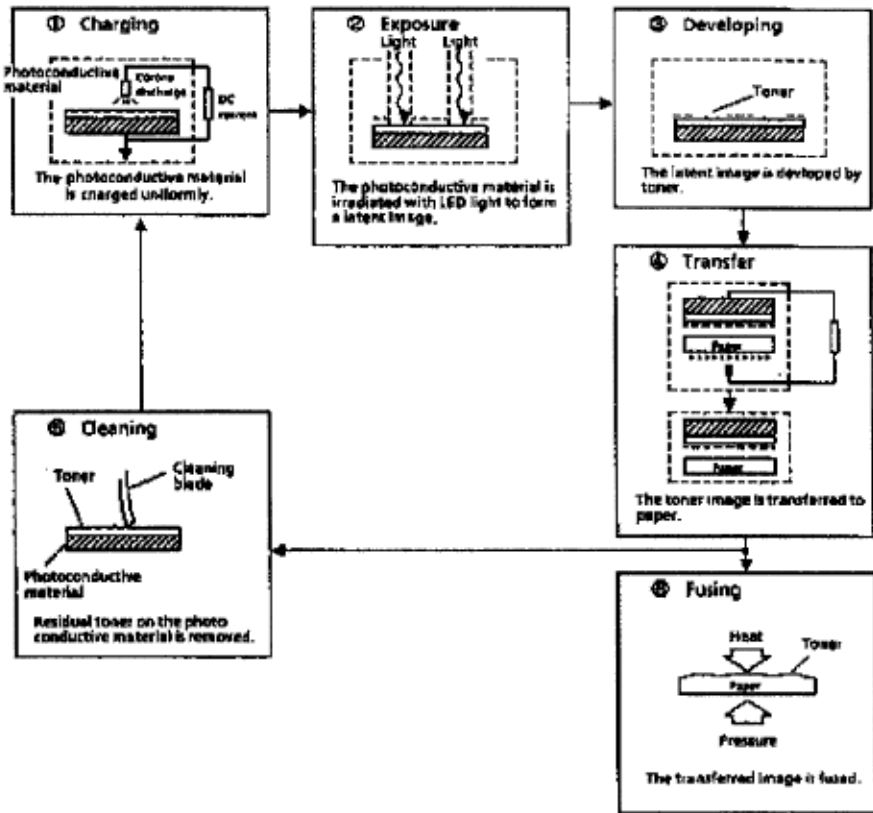 ① Charging
Photoconductive
material
Corona
discharge
DC
The photoconductive material
is charged uniformly.
② Exposure
Light Light
The photoconductive material is
irradiated with LED light to form
a latent image.
③ Developing
Toner
The latent image is devloped by
toner.
④ Transfer
Paper
Paper
The toner image is transferred to
paper.
Cleaning
Toner
Cleaning
blade
Photoconductive
material
Residual toner on the photo
conductive material is removed.
Fusing
Heat
Toner
Paper
Pressure
The transferred image is fused.